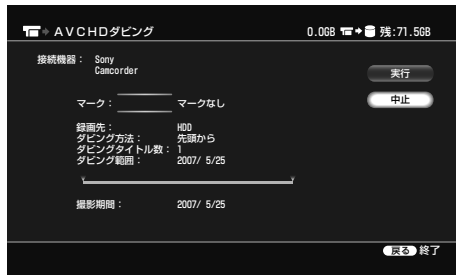 AVCHDダビング
0.0GB 残:71.5GB
接続機器: Sony
Camcorder
実行
マーク: マークなし
中止
録画先: HDD
ダビング方法: 先頭から
ダビングタイトル数: 1
ダビング範囲: 2007/ 5/25
撮影期間: 2007/ 5/25
戻る 終了